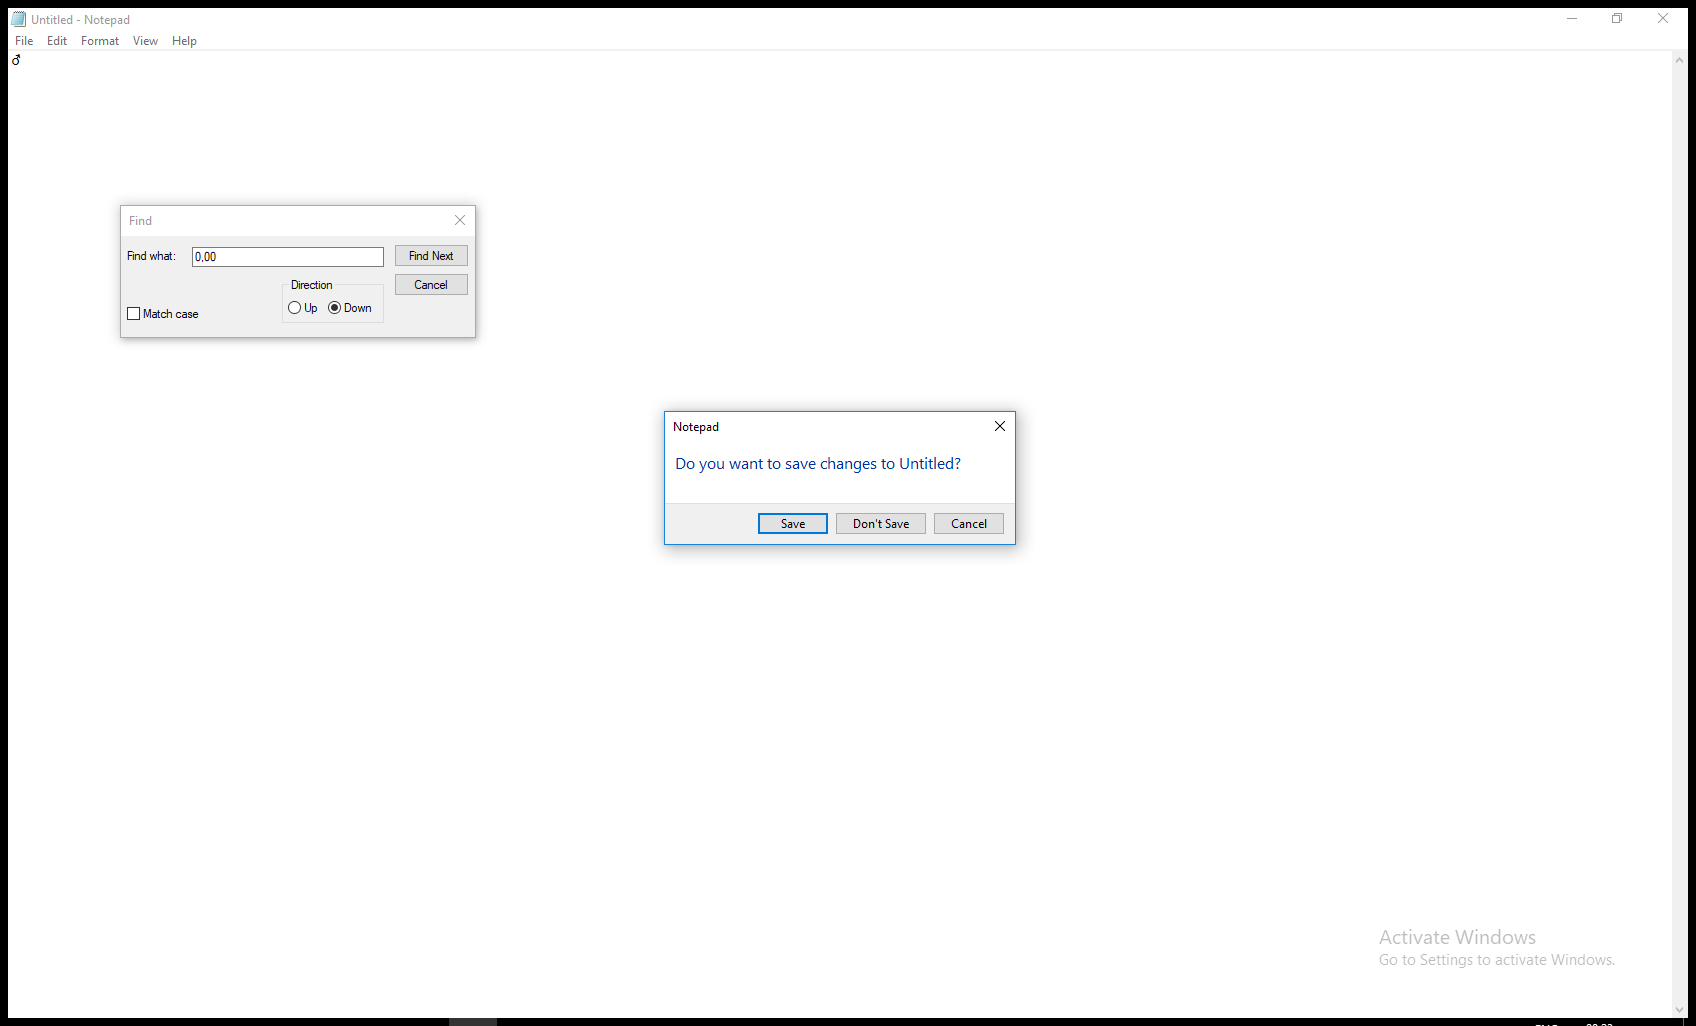 Untitled - Notepad
File Edit Format View Help
♂
Find
Find what: 0,00 Find Next
Direction Cancel
Up Down
Match case
Notepad
Do you want to save changes to Untitled?
Save Don't Save Cancel
Activate Windows
Go to Settings to activate Windows.